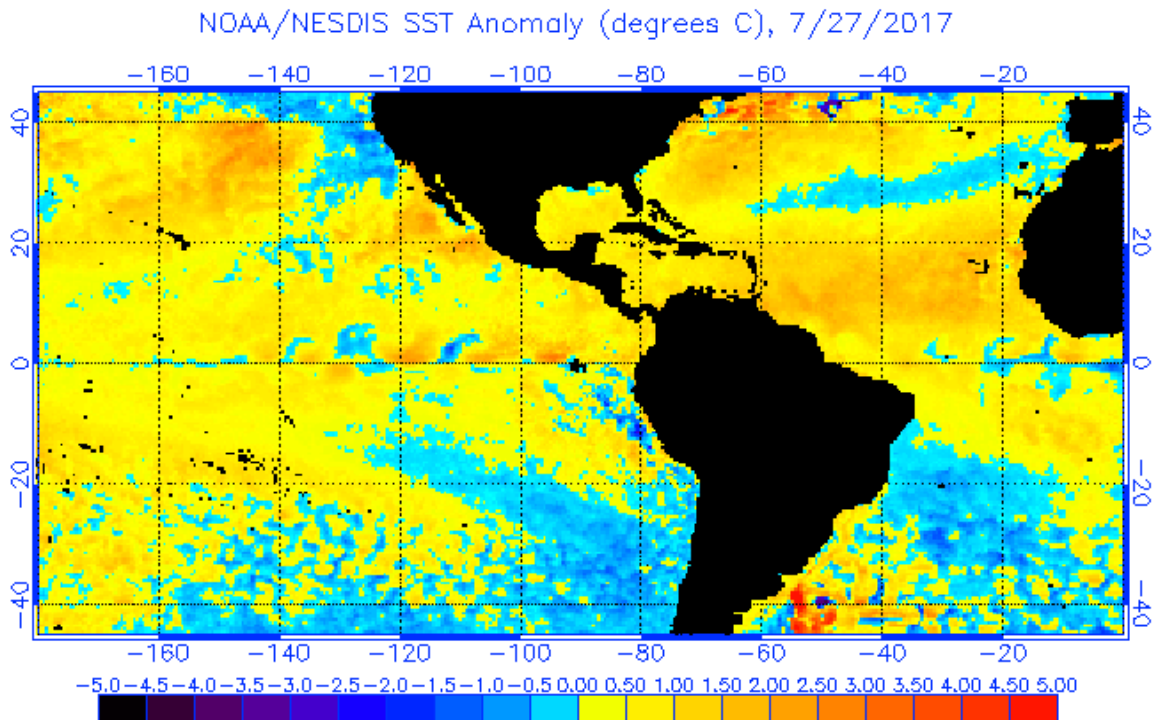 NOAA/NESDIS SST Anomaly (degrees C), 7/27/2017
-160 -140 -120 -100 -80 -60 -40 -20
40 40
20 20
0 0
-20 -20
-40 -40
-160 -140 -120 -100 -80 -60 -40 -20
-5.0 -4.5 -4.0 -3.5 -3.0 -2.5 -2.0 -1.5 -1.0 -0.5 0.00 0.50 1.00 1.50 2.00 2.50 3.00 3.50 4.00 4.50 5.00